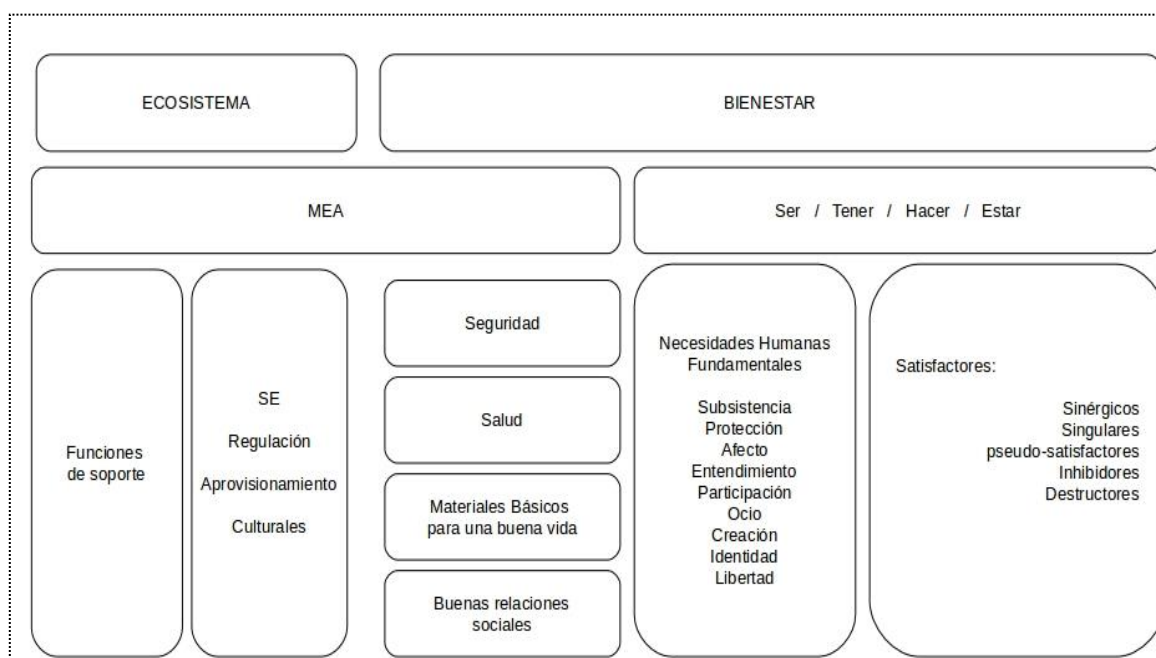 ECOSISTEMA
BIENESTAR
MEA
Ser / Tener / Hacer / Estar
Funciones
de soporte
SE
Regulación
Aprovisionamiento
Culturales
Seguridad
Salud
Materiales Básicos
para una buena vida
Buenas relaciones
sociales
Necesidades Humanas
Fundamentales
Subsistencia
Protección
Afecto
Entendimiento
Participación
Ocio
Creación
Identidad
Libertad
Satisfactores:
Sinérgicos
Singulares
pseudo-satisfactores
Inhibidores
Destructores